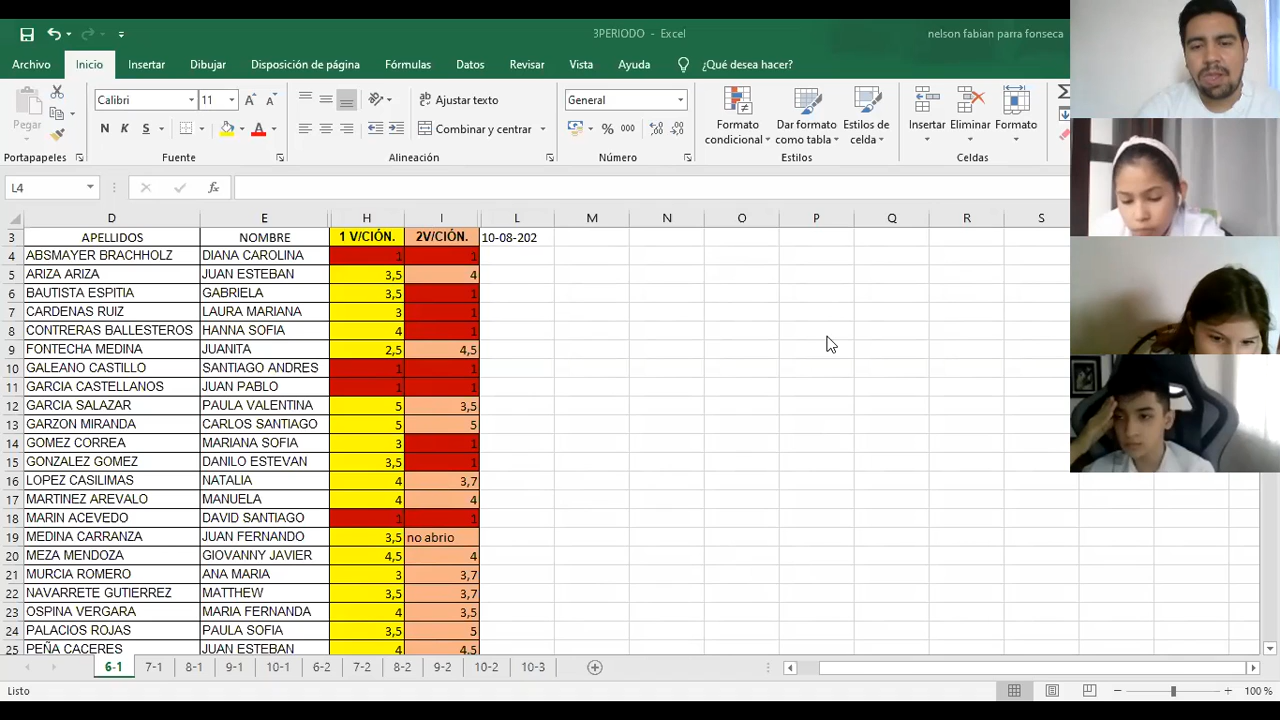 3PERIODO - Excel
nelson fabian parra fonseca
Archivo Inicio Insertar Dibujar Disposición de página Fórmulas Datos Revisar Vista Ayuda ¿Qué desea hacer?
Calibri 11 Ajustar texto General
Pegar
N K S Combinar y centrar % 000 Formato condicional Dar formato como tabla Estilos de celda Insertar Eliminar Formato
Portapapeles Fuente Alineación Número Estilos Celdas
L4 fx
D E H I L M N O P Q R S
3 APELLIDOS NOMBRE 1 V/CIÓN. 2V/CIÓN. 10-08-202
4 ABSMAYER BRACHHOLZ DIANA CAROLINA 1 1
5 ARIZA ARIZA JUAN ESTEBAN 3,5 4
6 BAUTISTA ESPITIA GABRIELA 3,5 1
7 CARDENAS RUIZ LAURA MARIANA 3 1
8 CONTRERAS BALLESTEROS HANNA SOFIA 4 1
9 FONTECHA MEDINA JUANITA 2,5 4,5
10 GALEANO CASTILLO SANTIAGO ANDRES 1 1
11 GARCIA CASTELLANOS JUAN PABLO 1 1
12 GARCIA SALAZAR PAULA VALENTINA 5 3,5
13 GARZON MIRANDA CARLOS SANTIAGO 5 5
14 GOMEZ CORREA MARIANA SOFIA 3 1
15 GONZALEZ GOMEZ DANILO ESTEVAN 3,5 1
16 LOPEZ CASILIMAS NATALIA 4 3,7
17 MARTINEZ AREVALO MANUELA 4 4
18 MARIN ACEVEDO DAVID SANTIAGO 1 1
19 MEDINA CARRANZA JUAN FERNANDO 3,5 no abrio
20 MEZA MENDOZA GIOVANNY JAVIER 4,5 4
21 MURCIA ROMERO ANA MARIA 3 3,7
22 NAVARRETE GUTIERREZ MATTHEW 3,5 3,7
23 OSPINA VERGARA MARIA FERNANDA 4 3,5
24 PALACIOS ROJAS PAULA SOFIA 3,5 5
25 PEÑA CACERES JUAN ESTEBAN 4 4,5
6-1 7-1 8-1 9-1 10-1 6-2 7-2 8-2 9-2 10-2 10-3
Listo 100 %